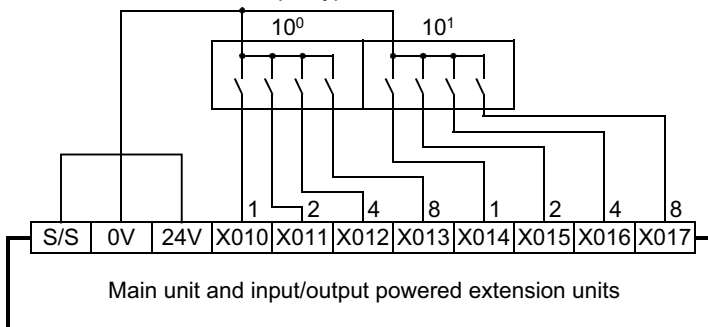 10⁰ 10¹
1 2 4 8 1 2 4 8
S/S 0V 24V X010 X011 X012 X013 X014 X015 X016 X017
Main unit and input/output powered extension units